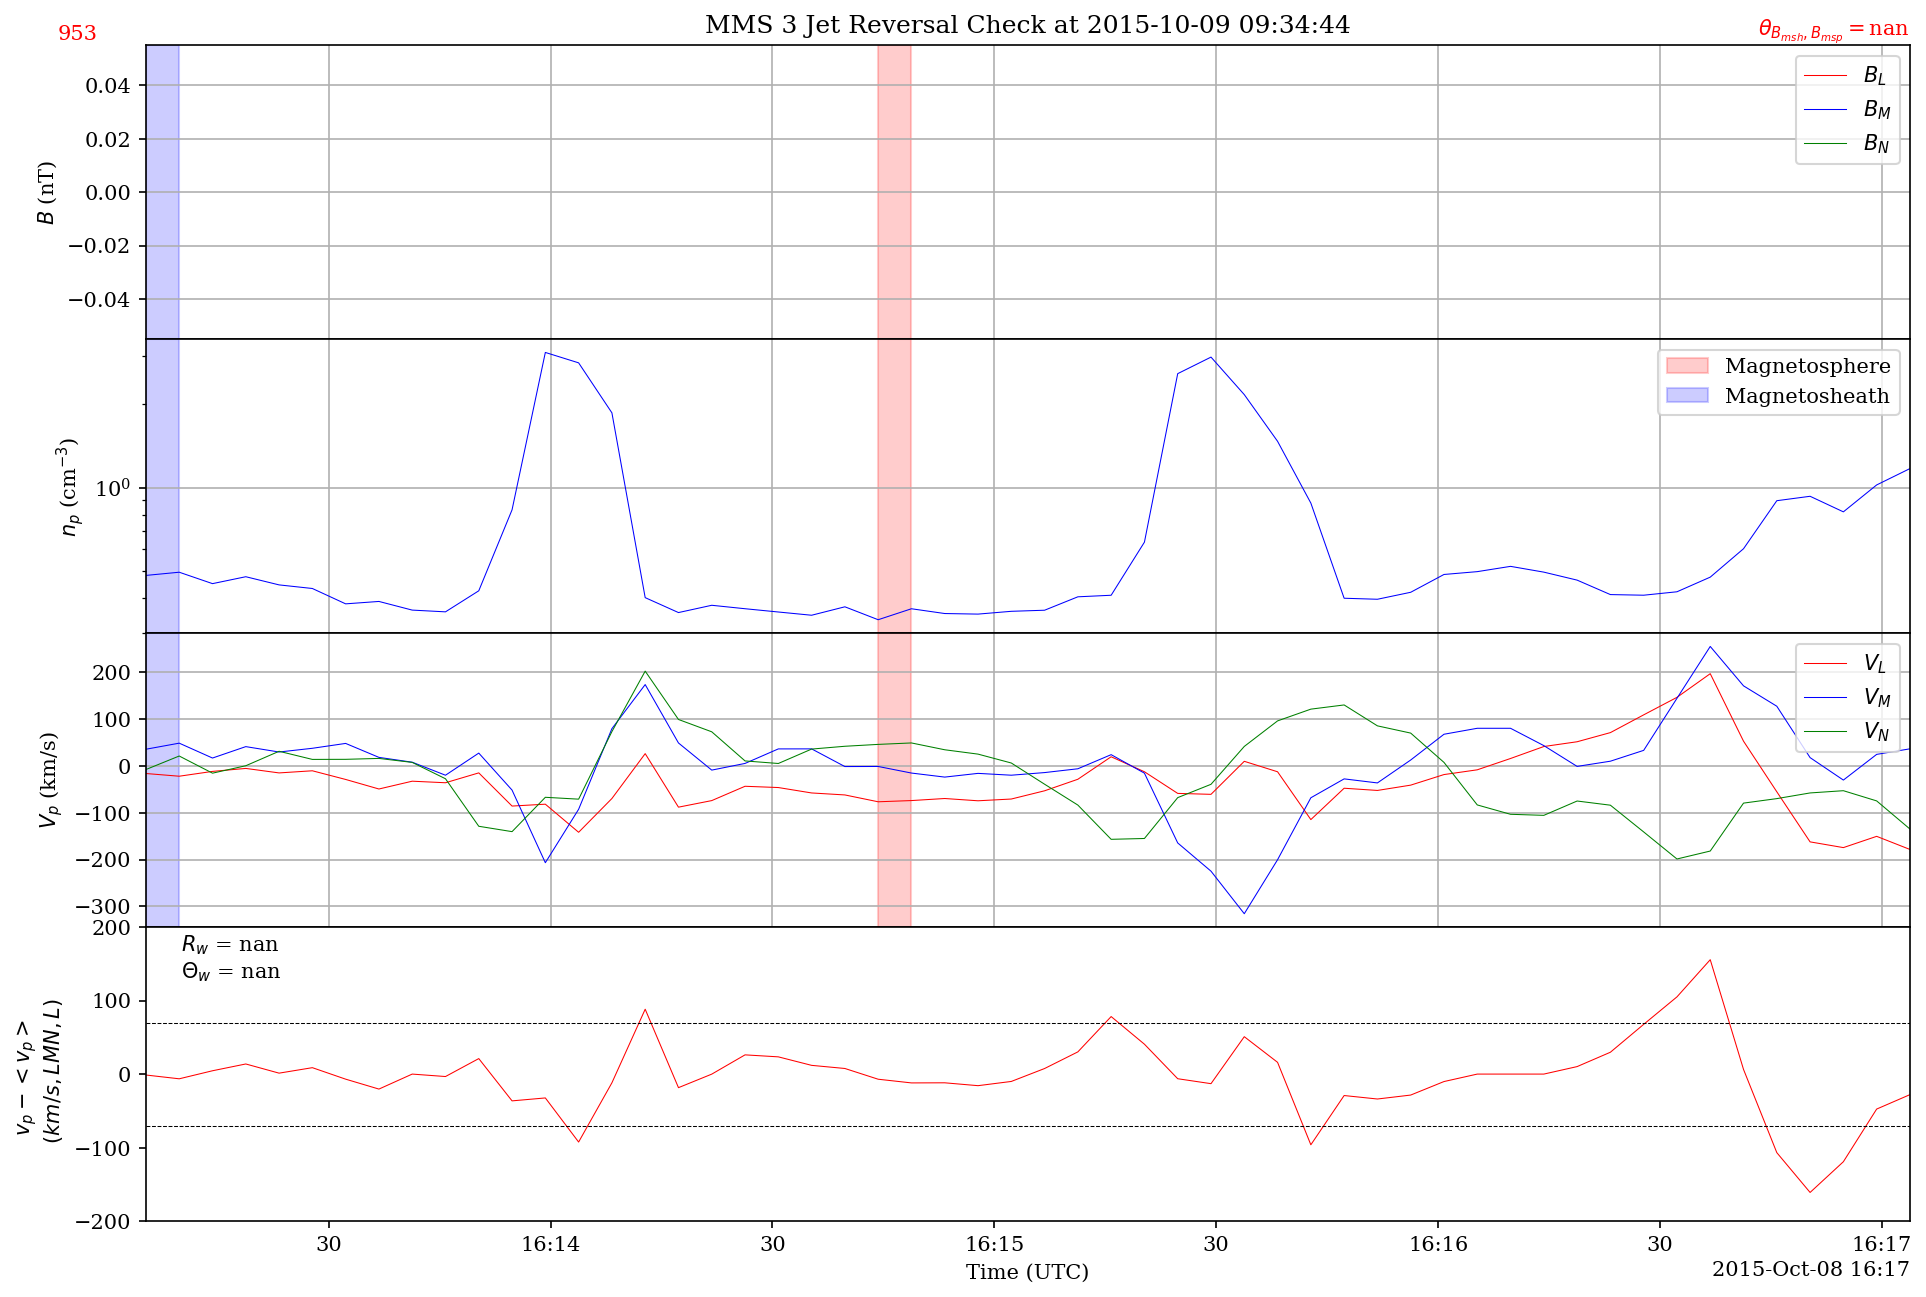 953
MMS 3 Jet Reversal Check at 2015-10-09 09:34:44
θ_{B_{msh}, B_{msp}} = nan
B (nT)
0.04
0.02
0.00
−0.02
−0.04
B_L
B_M
B_N
n_p (cm^{−3})
10^0
Magnetosphere
Magnetosheath
V_p (km/s)
200
100
0
−100
−200
−300
V_L
V_M
V_N
v_p − < v_p >
(km/s, LMN, L)
200
100
0
−100
−200
R_w = nan
Θ_w = nan
30
16:14
30
16:15
30
16:16
30
16:17
Time (UTC)
2015-Oct-08 16:17